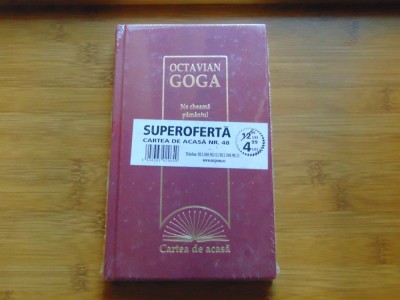 OCTAVIAN
GOGA
Ne cheamă
pământul
SUPEROFERTĂ
CARTEA DE ACASĂ NR. 48
12
4
Cartea de acasă